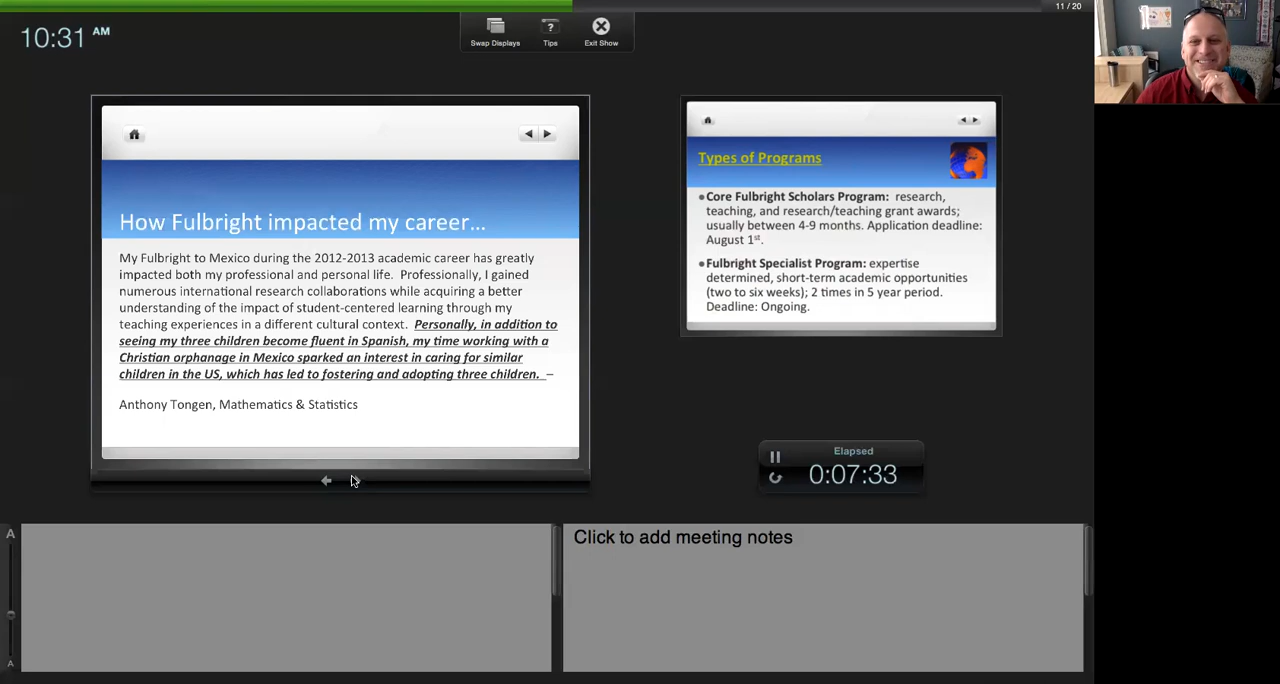 11 / 20
10:31 AM
Swap Displays
?
Tips
Exit Show
How Fulbright impacted my career...
My Fulbright to Mexico during the 2012-2013 academic career has greatly
impacted both my professional and personal life. Professionally, I gained
numerous international research collaborations while acquiring a better
understanding of the impact of student-centered learning through my
teaching experiences in a different cultural context. Personally, in addition to
seeing my three children become fluent in Spanish, my time working with a
Christian orphanage in Mexico sparked an interest in caring for similar
children in the US, which has led to fostering and adopting three children. –
Anthony Tongen, Mathematics & Statistics
Types of Programs
•Core Fulbright Scholars Program: research,
teaching, and research/teaching grant awards;
usually between 4-9 months. Application deadline:
August 1st.
•Fulbright Specialist Program: expertise
determined, short-term academic opportunities
(two to six weeks); 2 times in 5 year period.
Deadline: Ongoing.
Elapsed
0:07:33
A
A
Click to add meeting notes